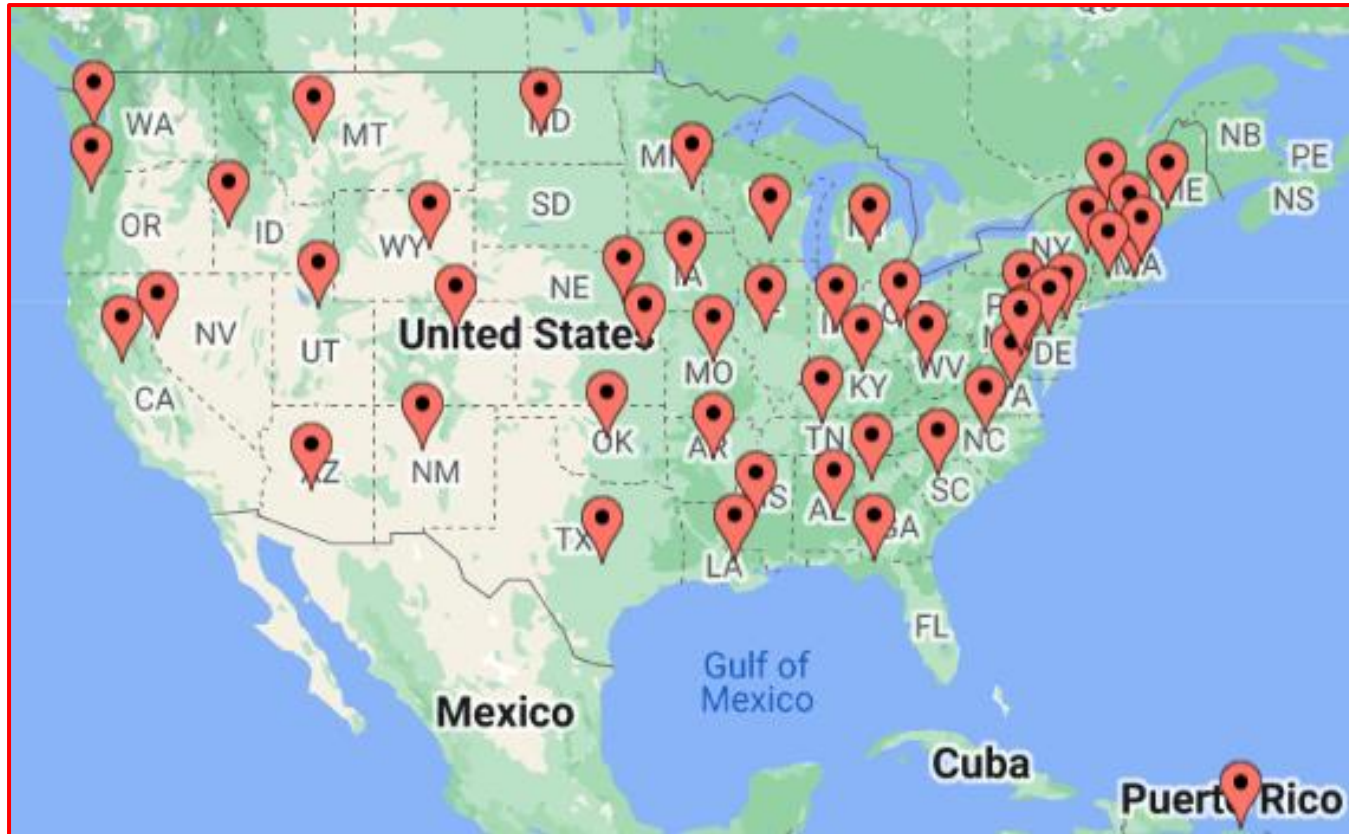 WA
MT
ND
NB
PE
ME
NS
OR
ID
SD
WY
NY
MA
IA
NE
NV
United States
UT
DE
MO
KY
WV
CA
OK
AR
TN
NC
AZ
NM
SC
AL
GA
TX
LA
FL
Gulf of
Mexico
Mexico
Cuba
Puerto Rico